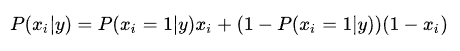 P(x_i|y) = P(x_i = 1|y)x_i + (1 − P(x_i = 1|y))(1 − x_i)